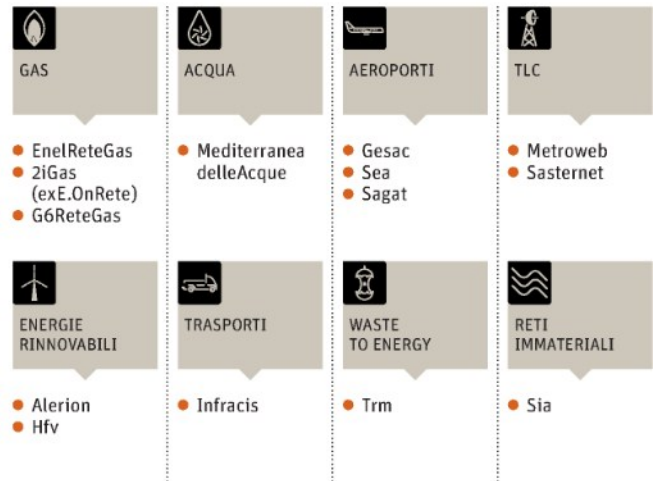 GAS
EnelReteGas
2iGas
(exE.OnRete)
G6ReteGas
ACQUA
Mediterranea
delleAcque
AEROPORTI
Gesac
Sea
Sagat
TLC
Metroweb
Sasternet
ENERGIE
RINNOVABILI
Alerion
Hfv
TRASPORTI
Infracis
WASTE
TO ENERGY
Trm
RETI
IMMATERIALI
Sia